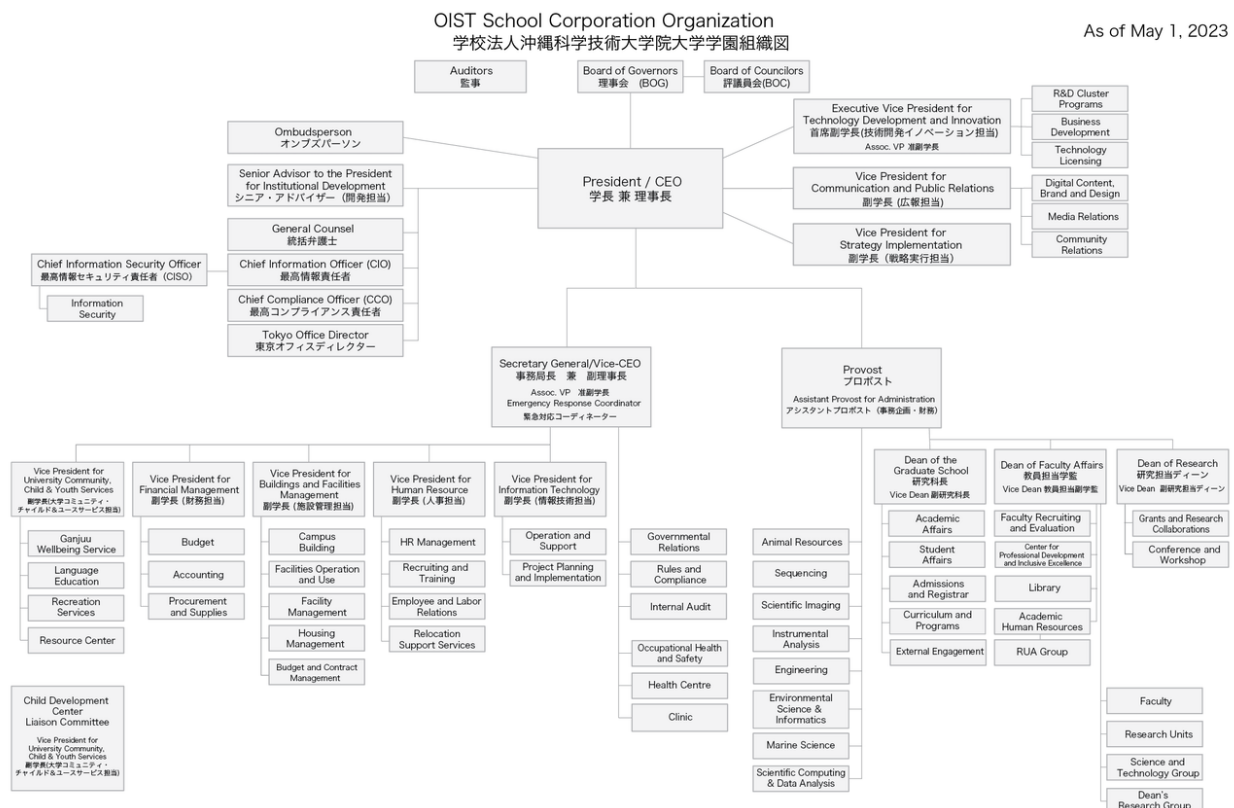 OIST School Corporation Organization
学校法人沖縄科学技術大学院大学学園組織図
As of May 1, 2023
Auditors
監事
Board of Governors
理事会 (BOG)
Board of Councilors
評議員会(BOC)
Ombudsperson
オンブズパーソン
Senior Advisor to the President
for Institutional Development
シニア・アドバイザー（開発担当）
General Counsel
統括弁護士
Chief Information Officer (CIO)
最高情報責任者
Chief Information Security Officer
最高情報セキュリティ責任者（CISO）
Information
Security
Chief Compliance Officer (CCO)
最高コンプライアンス責任者
Tokyo Office Director
東京オフィスディレクター
President / CEO
学長 兼 理事長
Executive Vice President for
Technology Development and Innovation
首席副学長(技術開発イノベーション担当)
Assoc. VP 准副学長
R&D Cluster
Programs
Business
Development
Technology
Licensing
Vice President for
Communication and Public Relations
副学長 (広報担当)
Digital Content,
Brand and Design
Media Relations
Community
Relations
Vice President for
Strategy Implementation
副学長（戦略実行担当）
Secretary General/Vice-CEO
事務局長 兼 副理事長
Assoc. VP 准副学長
Emergency Response Coordinator
緊急対応コーディネーター
Provost
プロボスト
Assistant Provost for Administration
アシスタントプロボスト（事務企画・財務）
Vice President for
University Community,
Child & Youth Services
副学長(大学コミュニティ・
チャイルド&ユースサービス担当)
Ganjuu
Wellbeing Service
Language
Education
Recreation
Services
Resource Center
Vice President for
Financial Management
副学長 (財務担当)
Budget
Accounting
Procurement
and Supplies
Vice President for
Buildings and Facilities
Management
副学長 (施設管理担当)
Campus
Building
Facilities Operation
and Use
Facility
Management
Housing
Management
Budget and Contract
Management
Vice President for
Human Resource
副学長 (人事担当)
HR Management
Recruiting and
Training
Employee and Labor
Relations
Relocation
Support Services
Vice President for
Information Technology
副学長 (情報技術担当)
Operation and
Support
Project Planning
and Implementation
Governmental
Relations
Rules and
Compliance
Internal Audit
Occupational Health
and Safety
Health Centre
Clinic
Animal Resources
Sequencing
Scientific Imaging
Instrumental
Analysis
Engineering
Environmental
Science &
Informatics
Marine Science
Scientific Computing
& Data Analysis
Dean of the
Graduate School
研究科長
Vice Dean 副研究科長
Academic
Affairs
Student
Affairs
Admissions
and Registrar
Curriculum and
Programs
External Engagement
Dean of Faculty Affairs
教員担当学監
Vice Dean 教員担当副学監
Faculty Recruiting
and Evaluation
Center for
Professional Development
and Inclusive Excellence
Library
Academic
Human Resources
RUA Group
Dean of Research
研究担当ディーン
Vice Dean 副研究担当ディーン
Grants and Research
Collaborations
Conference and
Workshop
Faculty
Research Units
Science and
Technology Group
Dean's
Research Group
Child Development
Center
Liaison Committee
Vice President for
University Community,
Child & Youth Services
副学長(大学コミュニティ・
チャイルド&ユースサービス担当)